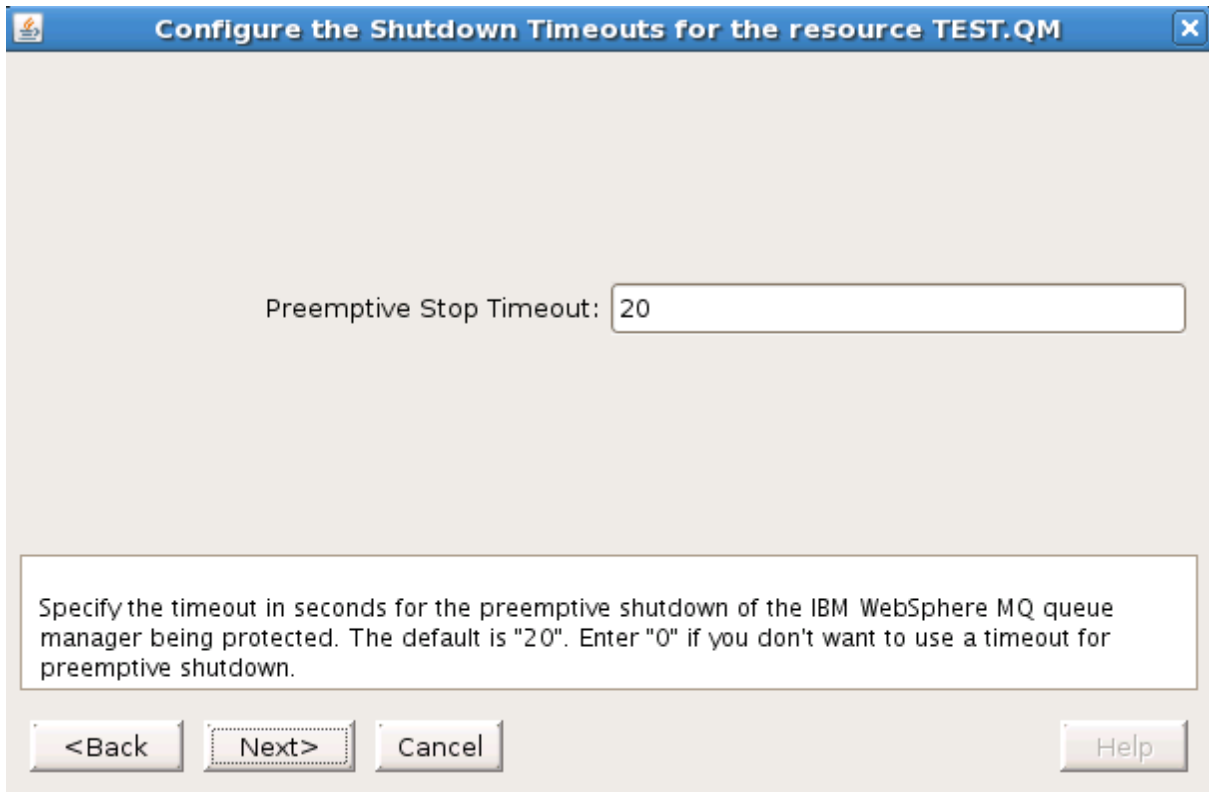 Configure the Shutdown Timeouts for the resource TEST.QM
Preemptive Stop Timeout: 20
Specify the timeout in seconds for the preemptive shutdown of the IBM WebSphere MQ queue
manager being protected. The default is "20". Enter "0" if you don't want to use a timeout for
preemptive shutdown.
<Back Next> Cancel Help